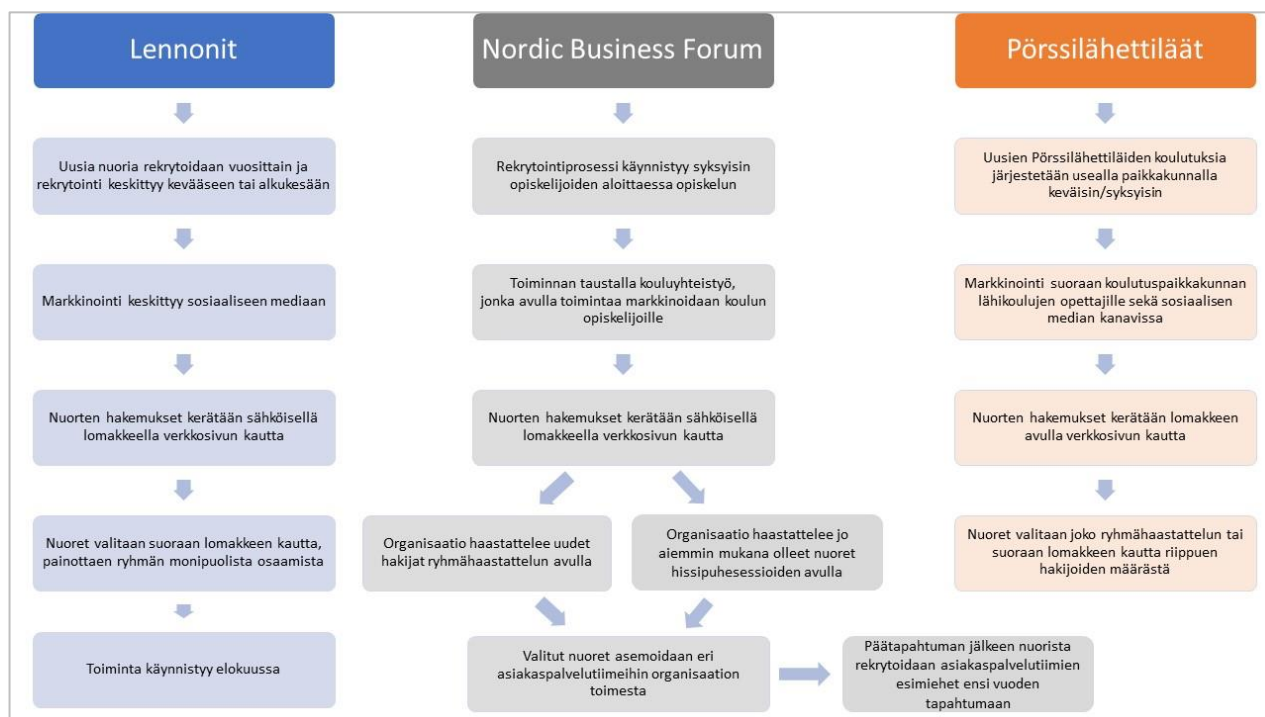 Lennonit
Uusia nuoria rekrytoidaan vuosittain ja
rekrytointi keskittyy kevääseen tai alkukesään
Markkinointi keskittyy sosiaaliseen mediaan
Nuorten hakemukset kerätään sähköisellä
lomakkeella verkkosivun kautta
Nuoret valitaan suoraan lomakkeen kautta,
painottaen ryhmän monipuolista osaamista
Toiminta käynnistyy elokuussa
Nordic Business Forum
Rekrytointiprosessi käynnistyy syksyisin
opiskelijoiden aloittaessa opiskelun
Toiminnan taustalla kouluyhteistyö,
jonka avulla toimintaa markkinoidaan koulun
opiskelijoille
Nuorten hakemukset kerätään sähköisellä
lomakkeella verkkosivun kautta
Organisaatio haastattelee uudet
hakijat ryhmähaastattelun avulla
Organisaatio haastattelee jo
aiemmin mukana olleet nuoret
hissipuhesessioiden avulla
Valitut nuoret asemoidaan eri
asiakaspalvelutiimeihin organisaation
toimesta
Päätapahtuman jälkeen nuorista
rekrytoidaan asiakaspalvelutiimien
esimiehet ensi vuoden
tapahtumaan
Pörssilähettiläät
Uusien Pörssilähettiläiden koulutuksia
järjestetään usealla paikkakunnalla
keväisin/syksyisin
Markkinointi suoraan koulutuspaikkakunnan
lähikoulujen opettajille sekä sosiaalisen
median kanavissa
Nuorten hakemukset kerätään lomakkeen
avulla verkkosivun kautta
Nuoret valitaan joko ryhmähaastattelun tai
suoraan lomakkeen kautta riippuen
hakijoiden määrästä